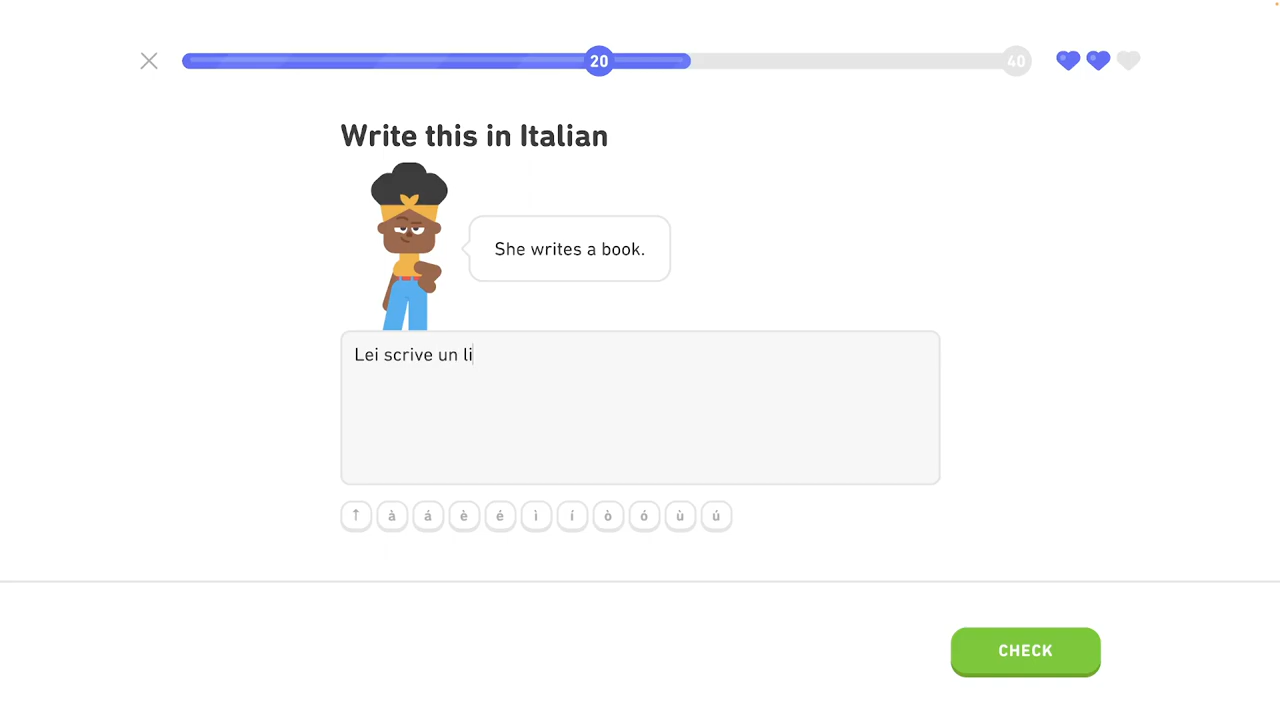 20
40
Write this in Italian
She writes a book.
Lei scrive un li
↑ à á è é ì í ò ó ù ú
CHECK